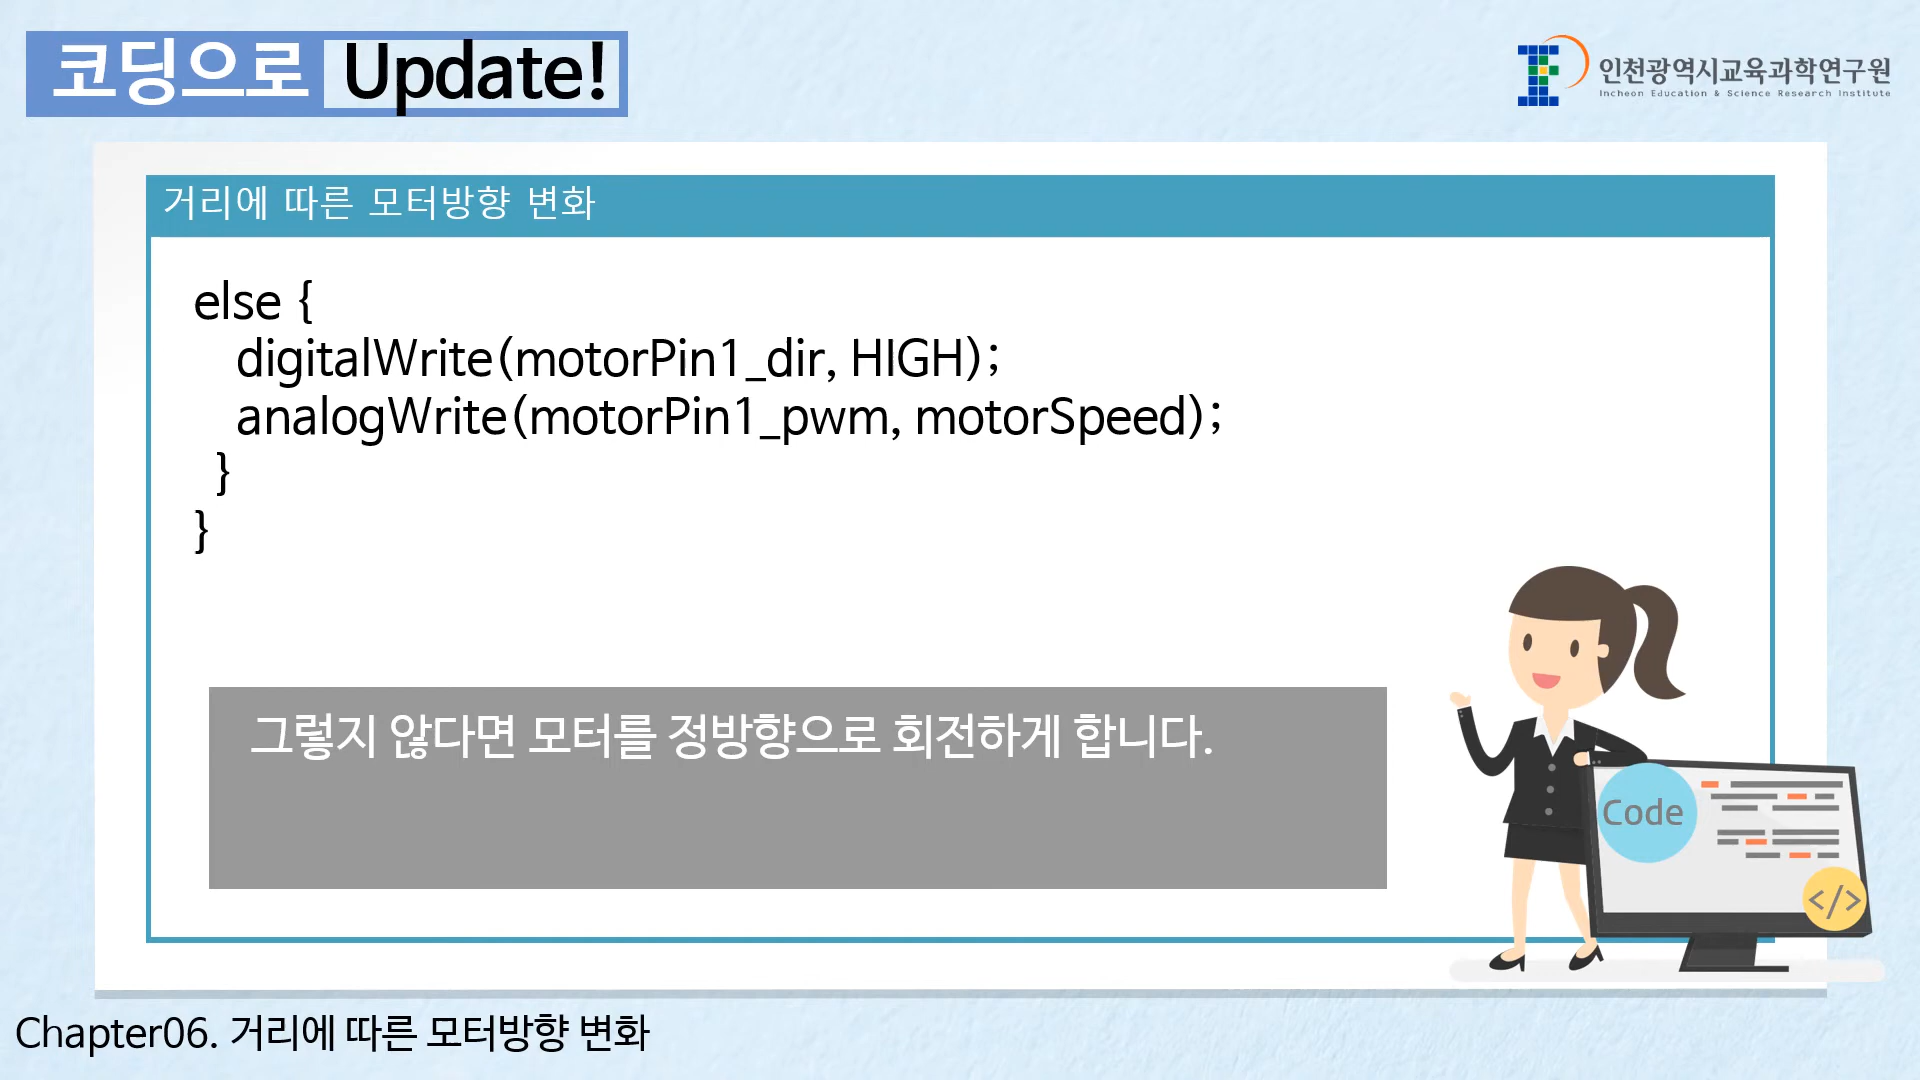 코딩으로 Update!
인천광역시교육과학연구원
Incheon Education & Science Research Institute
거리에 따른 모터방향 변화
else {
digitalWrite(motorPin1_dir, HIGH);
analogWrite(motorPin1_pwm, motorSpeed);
}
}
그렇지 않다면 모터를 정방향으로 회전하게 합니다.
Code
</>
Chapter06. 거리에 따른 모터방향 변화